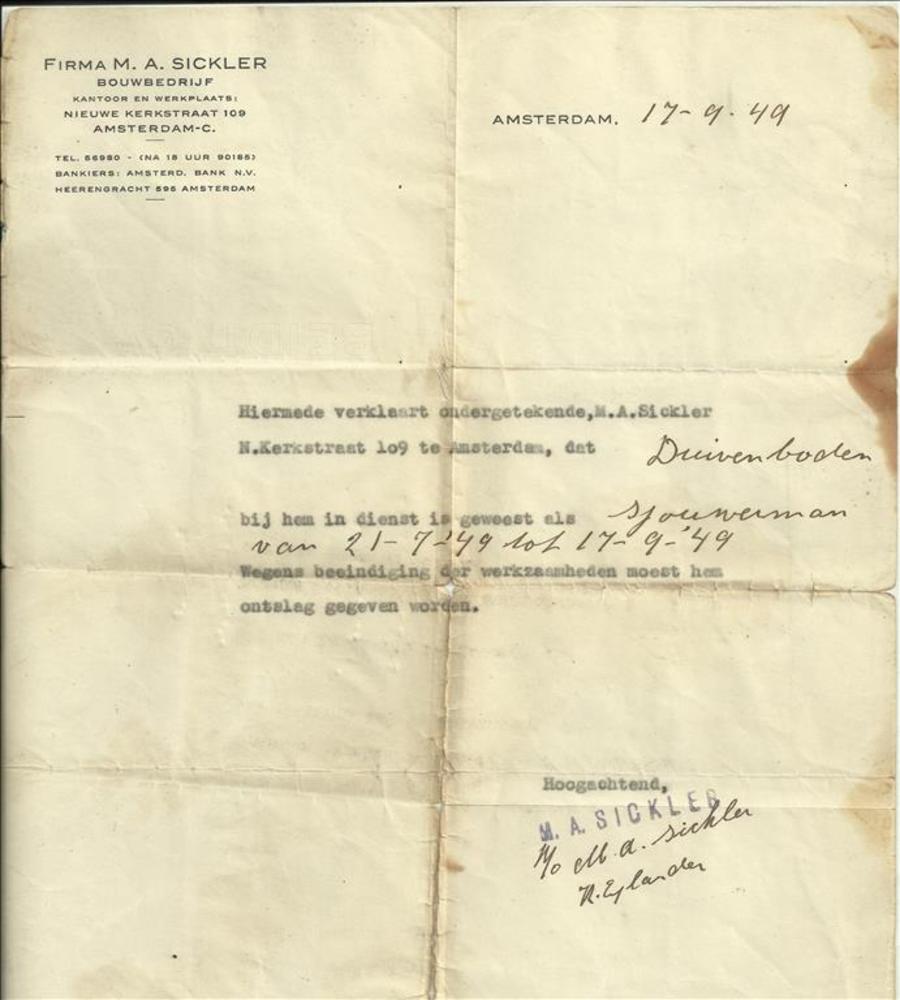 FIRMA M. A. SICKLER
BOUWBEDRIJF
KANTOOR EN WERKPLAATS:
NIEUWE KERKSTRAAT 109
AMSTERDAM-C.
TEL. 56980 - (NA 18 UUR 90185)
BANKIERS: AMSTERD. BANK N.V.
HEERENGRACHT 595 AMSTERDAM
AMSTERDAM, 17-9-49
Hiermede verklaart ondergetekende,M.A.Sickler
N.Kerkstraat 1o9 te Amsterdam, dat Duivenboden
bij hem in dienst is geweest als sjouwerman
van 21-7-'49 tot 17-9-'49
Wegens beeindiging der werkzaamheden moest hem
ontslag gegeven worden.
Hoogachtend,
M. A. SICKLER
M. A. Sickler